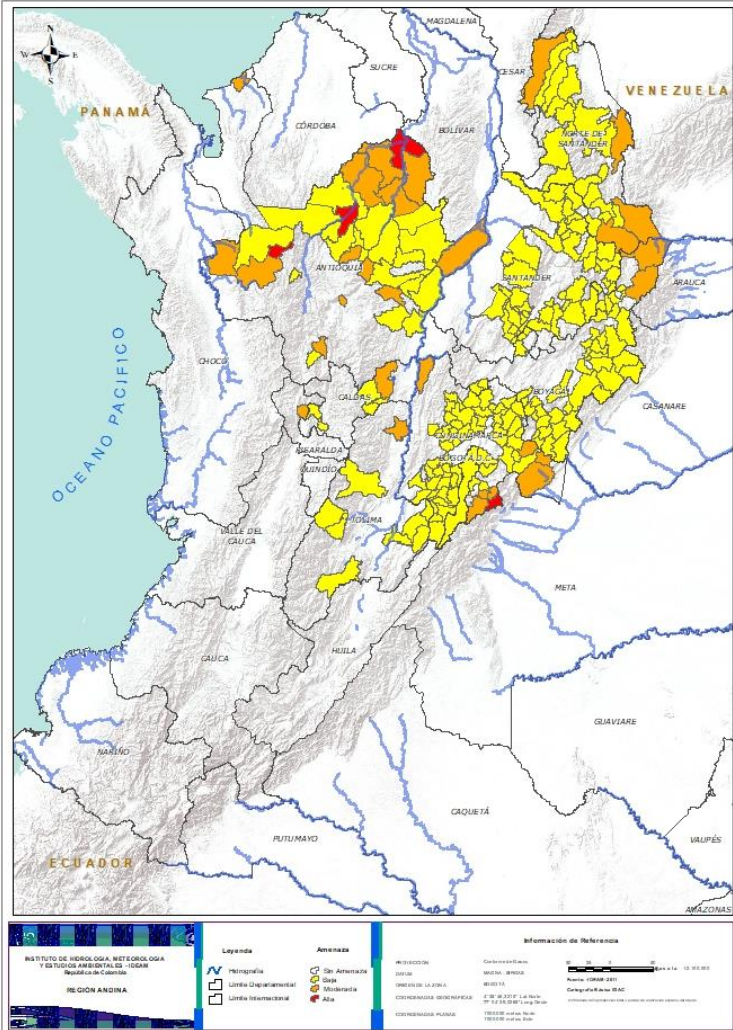 N
W
E
S
MAGDALENA
SUCRE
CESAR
VENEZUELA
PANAMÁ
CÓRDOBA
BOLÍVAR
NORTE DE
SANTANDER
ANTIOQUIA
SANTANDER
ARAUCA
CHOCÓ
OCEANO PACIFICO
BOYACÁ
CALDAS
CASANARE
CUNDINAMARCA
RISARALDA
BOGOTA, D.C.
QUINDÍO
TOLIMA
VALLE DEL
CAUCA
META
CAUCA
HUILA
GUAVIARE
NARIÑO
CAQUETÁ
PUTUMAYO
VAUPÉS
ECUADOR
AMAZONAS
INSTITUTO DE HIDROLOGIA, METEOROLOGIA
Y ESTUDIOS AMBIENTALES - IDEAM
República de Colombia
REGIÓN ANDINA
Leyenda
Hidrografía
Límite Departamental
Límite Internacional
Amenaza
Sin Amenaza
Baja
Moderada
Alta
Información de Referencia
PROYECCIÓN
DATUM
ORIGEN DE LA ZONA
BOGOTÁ
COORDENADAS GEOGRÁFICAS
COORDENADAS PLANAS